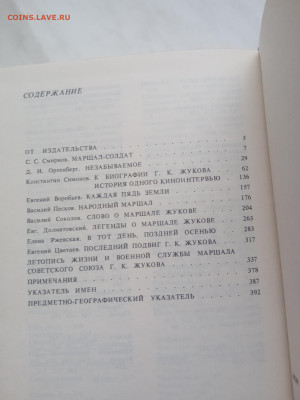 COINS.LAVE.RU
СОДЕРЖАНИЕ
ОТ ИЗДАТЕЛЬСТВА 5
С. С. Смирнов. МАРШАЛ-СОЛДАТ 7
Д. И. Ортенберг. НЕЗАБЫВАЕМОЕ 29
Константин Симонов. К БИОГРАФИИ Г. К. ЖУКОВА 62
ИСТОРИЯ ОДНОГО КИНОИНТЕРВЬЮ 136
Евгений Воробьев. КАЖДАЯ ПЯДЬ ЗЕМЛИ 157
Василий Песков. НАРОДНЫЙ МАРШАЛ 176
Василий Соколов. СЛОВО О МАРШАЛЕ ЖУКОВЕ 204
Евг. Долматовский. ЛЕГЕНДЫ О МАРШАЛЕ ЖУКОВЕ 263
Елена Ржевская. В ТОТ ДЕНЬ, ПОЗДНЕЙ ОСЕНЬЮ 283
Евгений Цветаев. ПОСЛЕДНИЙ ПОДВИГ Г. К. ЖУКОВА 317
ЛЕТОПИСЬ ЖИЗНИ И ВОЕННОЙ СЛУЖБЫ МАРШАЛА
СОВЕТСКОГО СОЮЗА Г. К. ЖУКОВА 337
ПРИМЕЧАНИЯ 378
УКАЗАТЕЛЬ ИМЕН 387
ПРЕДМЕТНО-ГЕОГРАФИЧЕСКИЙ УКАЗАТЕЛЬ 392